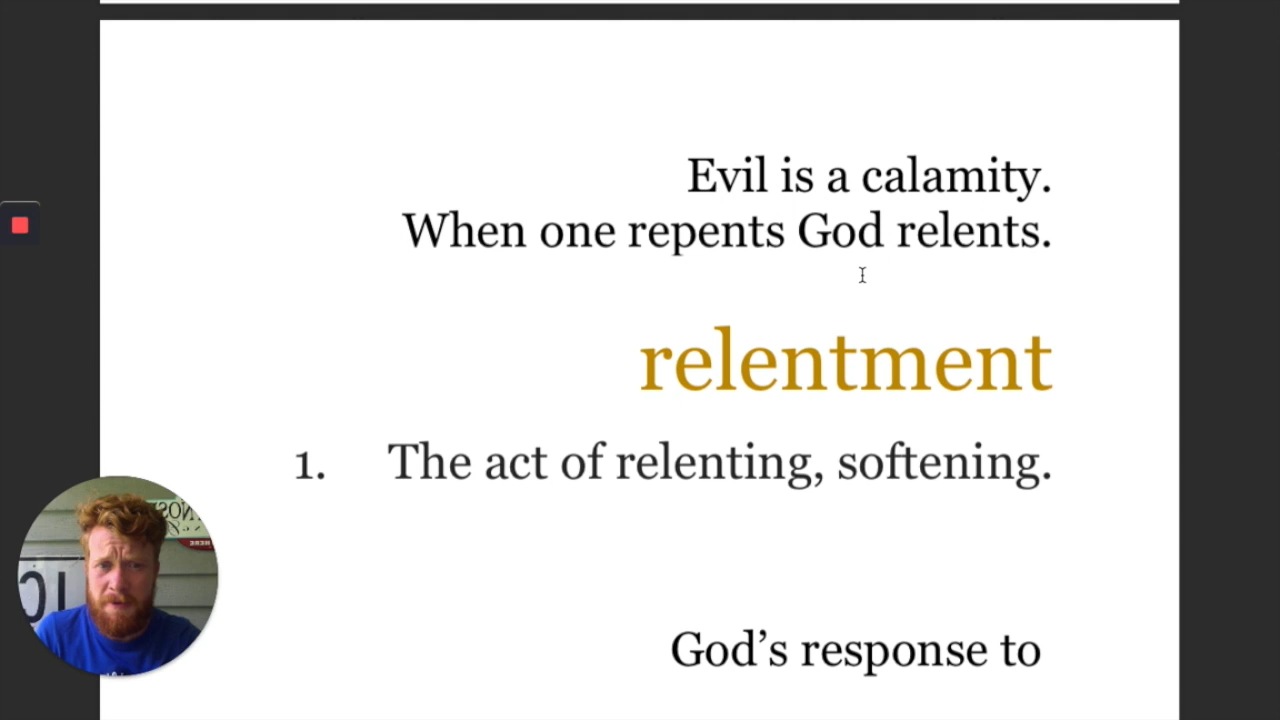 Evil is a calamity.
When one repents God relents.
relentment
1. The act of relenting, softening.
God’s response to